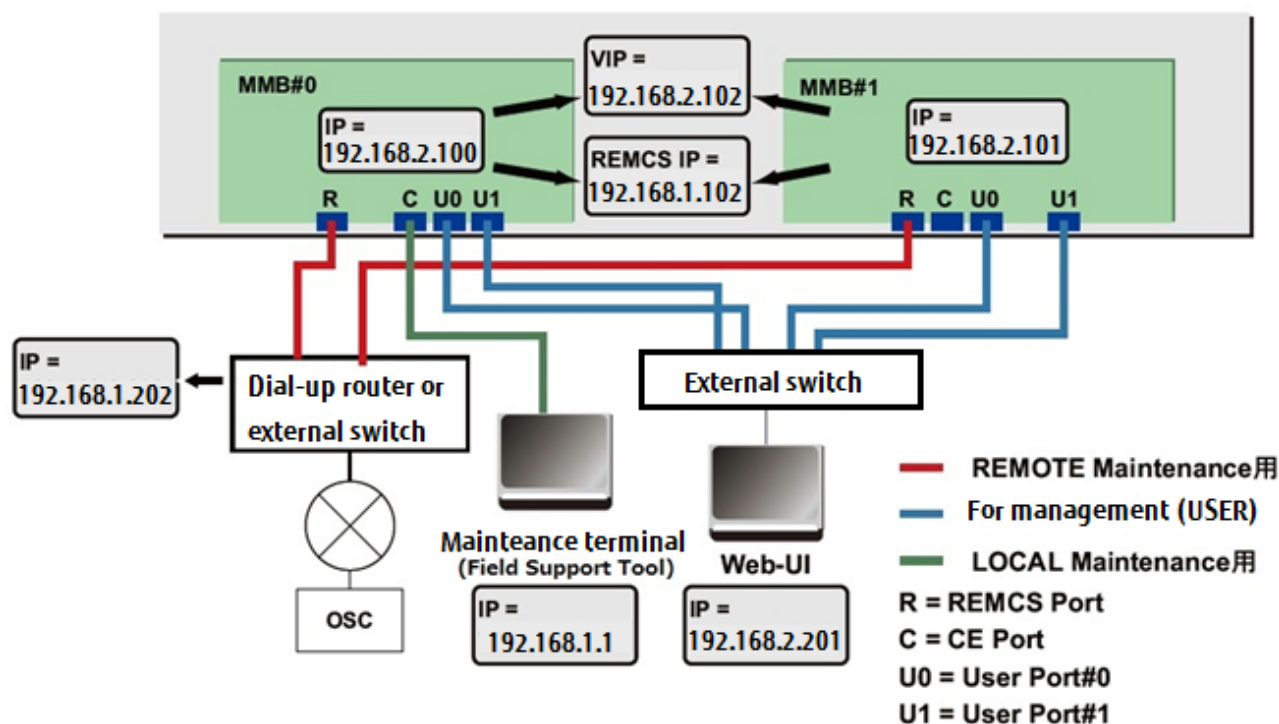 MMB#0
VIP =
192.168.2.102
MMB#1
IP =
192.168.2.100
IP =
192.168.2.101
REMCS IP =
192.168.1.102
R C U0 U1
R C U0 U1
IP =
192.168.1.202
Dial-up router or
external switch
External switch
OSC
Mainteance terminal
(Field Support Tool)
IP =
192.168.1.1
Web-UI
IP =
192.168.2.201
REMOTE Maintenance用
For management (USER)
LOCAL Maintenance用
R = REMCS Port
C = CE Port
U0 = User Port#0
U1 = User Port#1